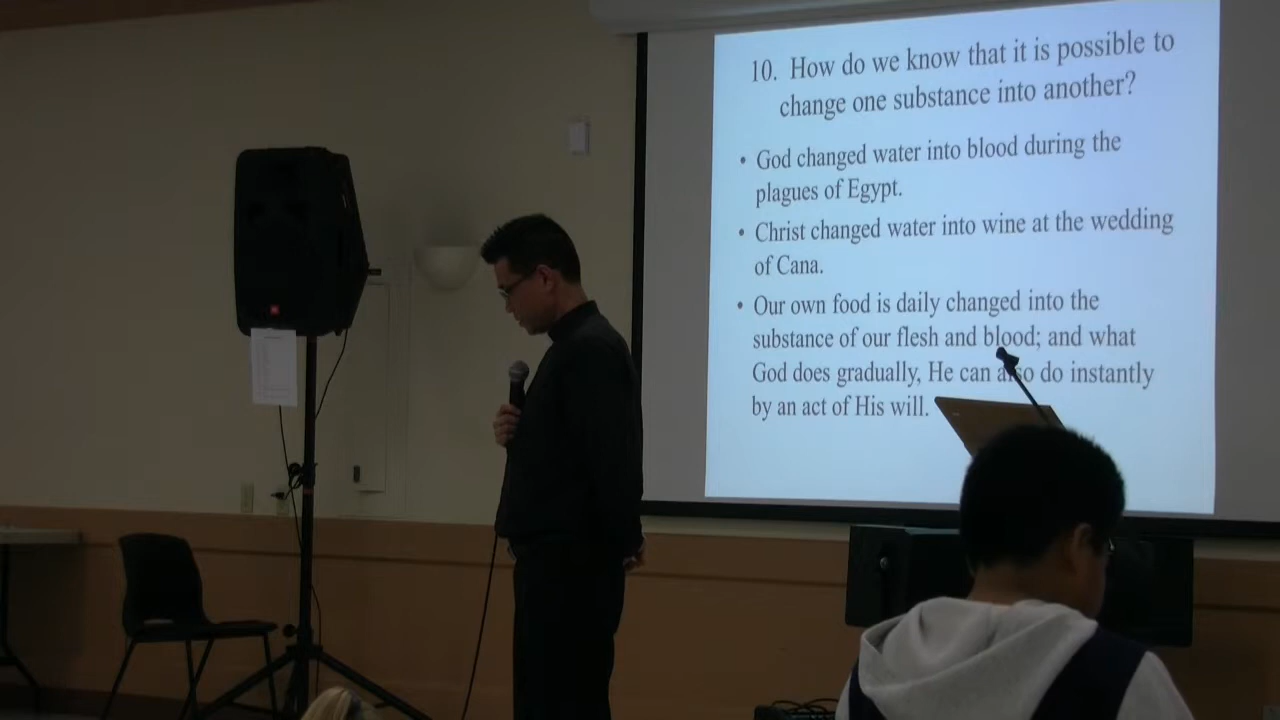 10. How do we know that it is possible to
change one substance into another?
• God changed water into blood during the
plagues of Egypt.
• Christ changed water into wine at the wedding
of Cana.
• Our own food is daily changed into the
substance of our flesh and blood; and what
God does gradually, He can also do instantly
by an act of His will.